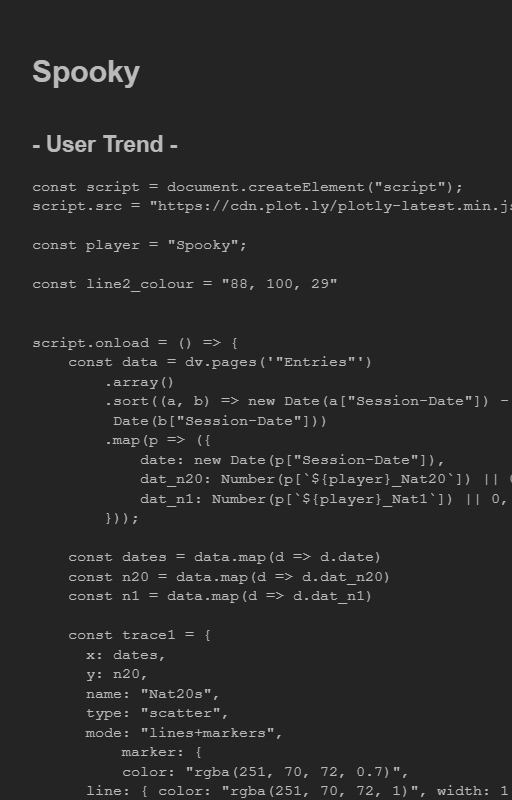 Spooky
- User Trend -
const script = document.createElement("script");
script.src = "https://cdn.plot.ly/plotly-latest.min.js
const player = "Spooky";
const line2_colour = "88, 100, 29"
script.onload = () => {
const data = dv.pages('"Entries"')
.array()
.sort((a, b) => new Date(a["Session-Date"]) -
Date(b["Session-Date"]))
.map(p => ({
date: new Date(p["Session-Date"]),
dat_n20: Number(p[`${player}_Nat20`]) || 0
dat_n1: Number(p[`${player}_Nat1`]) || 0,
}));
const dates = data.map(d => d.date)
const n20 = data.map(d => d.dat_n20)
const n1 = data.map(d => d.dat_n1)
const trace1 = {
x: dates,
y: n20,
name: "Nat20s",
type: "scatter",
mode: "lines+markers",
marker: {
color: "rgba(251, 70, 72, 0.7)",
line: { color: "rgba(251, 70, 72, 1)", width: 1